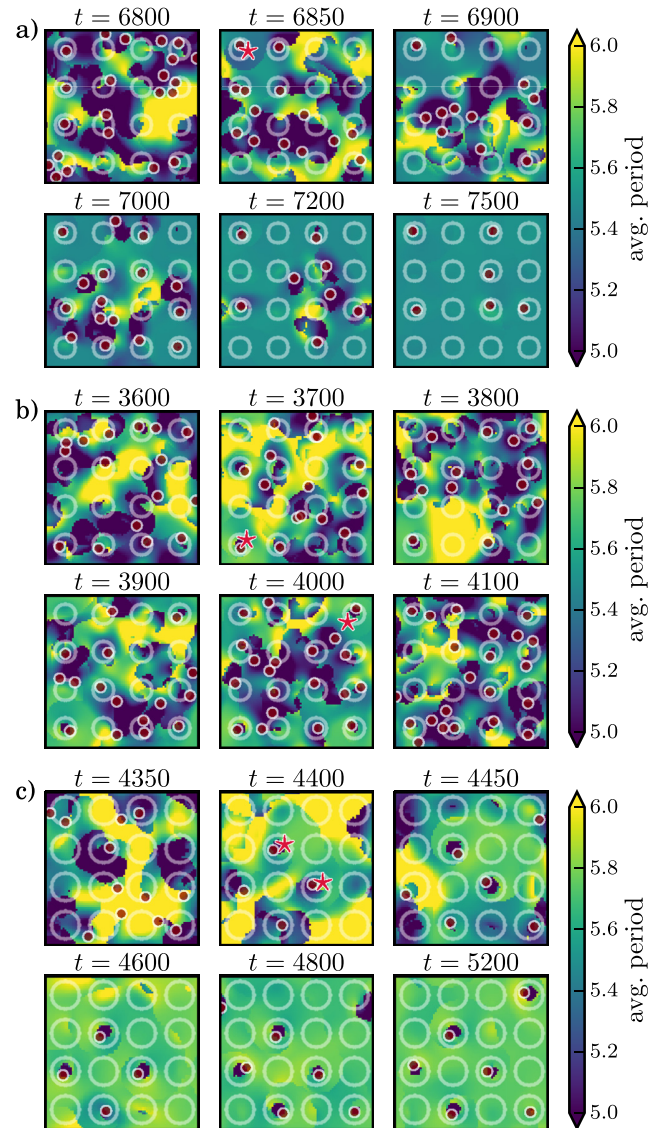 a)
t = 6800
t = 6850
t = 6900
6.0
5.8
5.6
5.4
5.2
5.0
avg. period
t = 7000
t = 7200
t = 7500
b)
t = 3600
t = 3700
t = 3800
6.0
5.8
5.6
5.4
5.2
5.0
avg. period
t = 3900
t = 4000
t = 4100
c)
t = 4350
t = 4400
t = 4450
6.0
5.8
5.6
5.4
5.2
5.0
avg. period
t = 4600
t = 4800
t = 5200